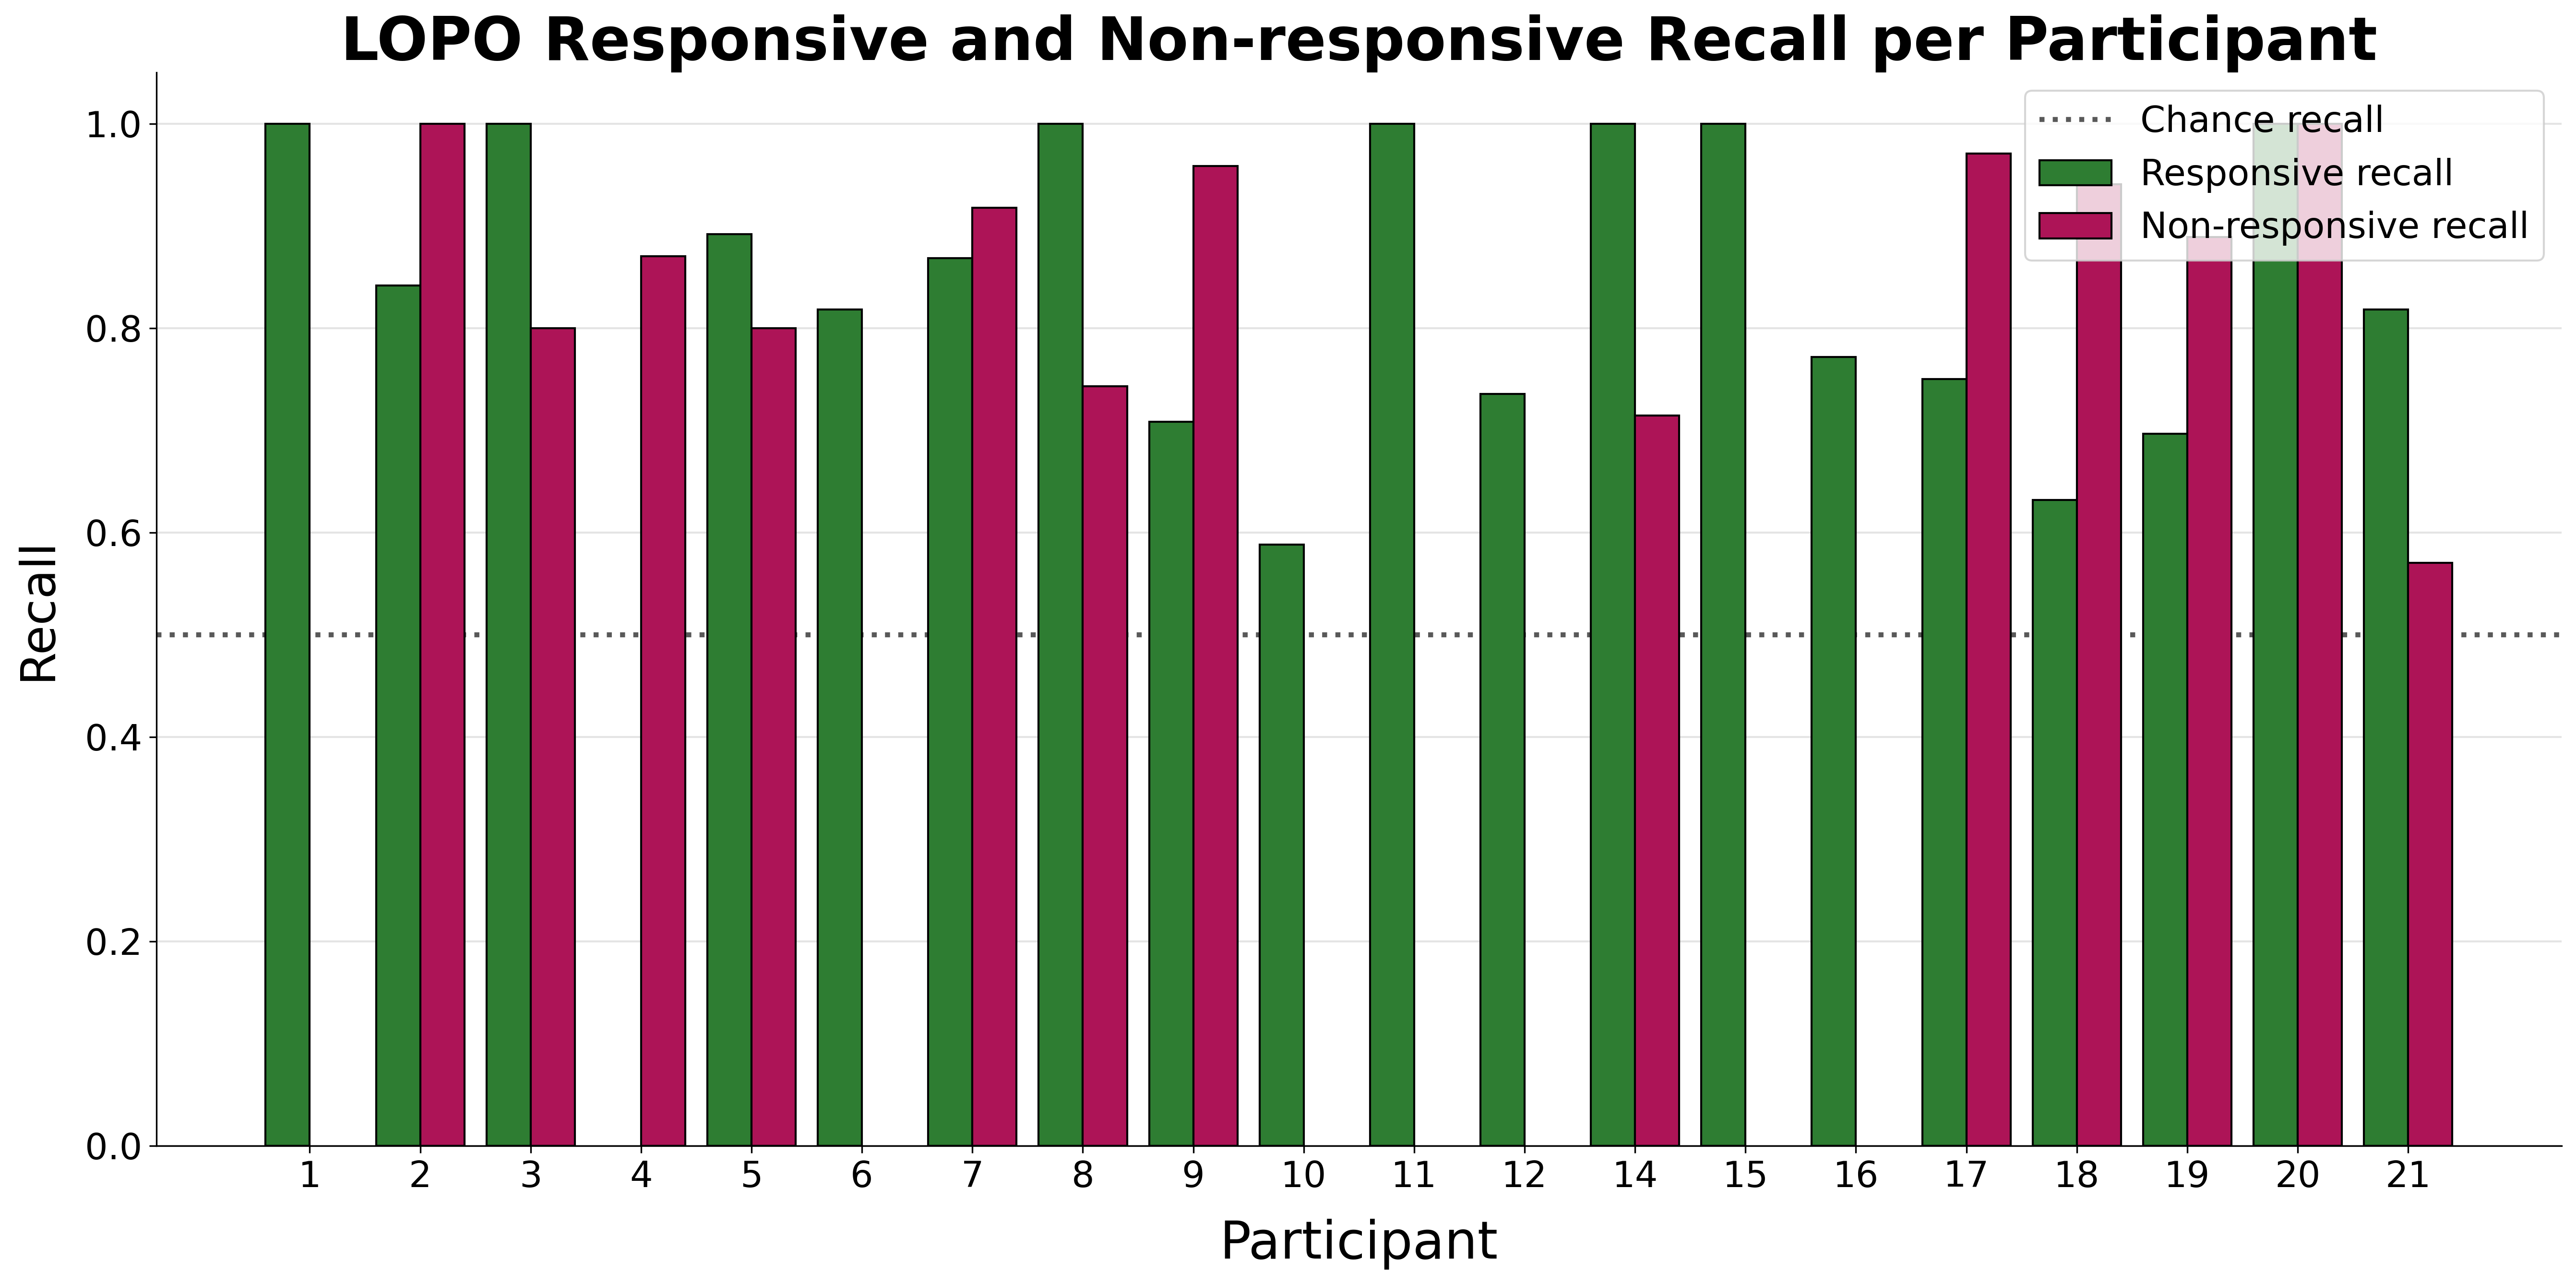 LOPO Responsive and Non-responsive Recall per Participant
Chance recall
Responsive recall
Non-responsive recall
1.0
0.8
0.6
0.4
0.2
0.0
Recall
1 2 3 4 5 6 7 8 9 10 11 12 14 15 16 17 18 19 20 21
Participant